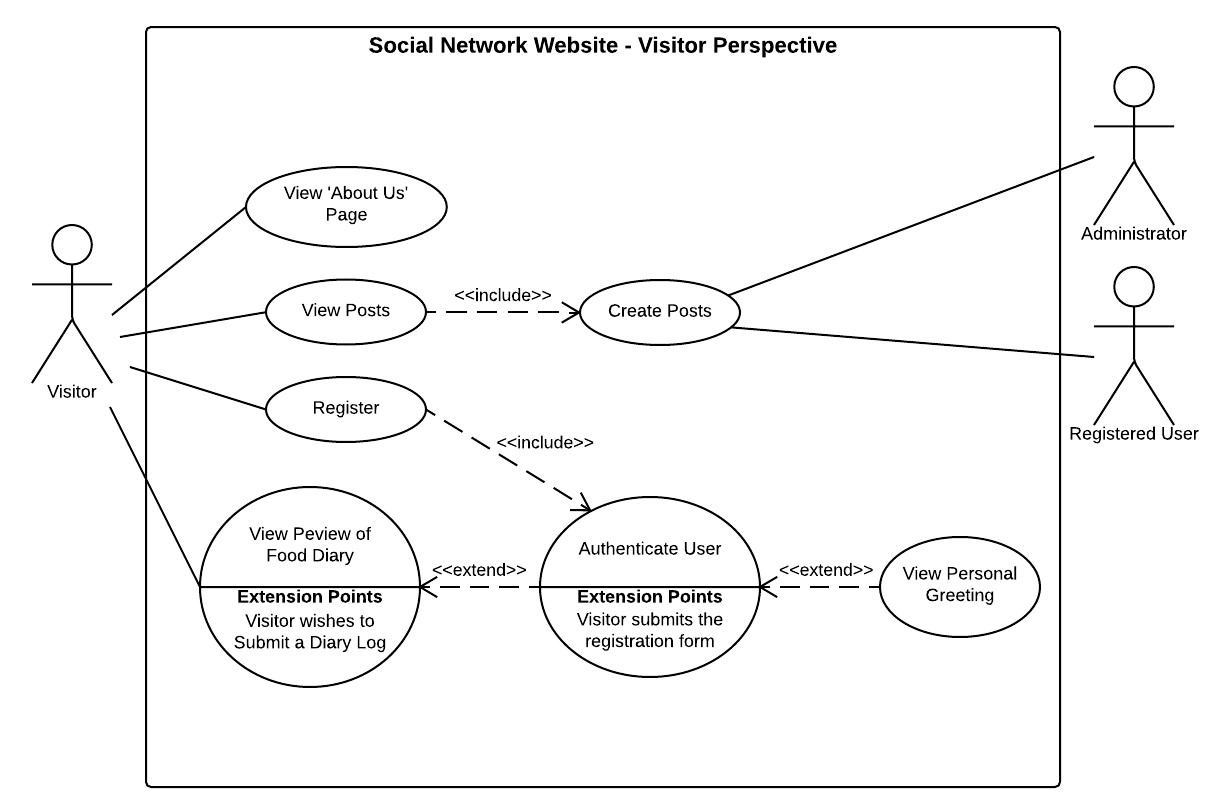 Social Network Website - Visitor Perspective
View 'About Us'
Page
Administrator
View Posts
<<include>>
Create Posts
Visitor
Register
<<include>>
Registered User
View Peview of
Food Diary
Extension Points
Visitor wishes to
Submit a Diary Log
<<extend>>
Authenticate User
Extension Points
Visitor submits the
registration form
<<extend>>
View Personal
Greeting